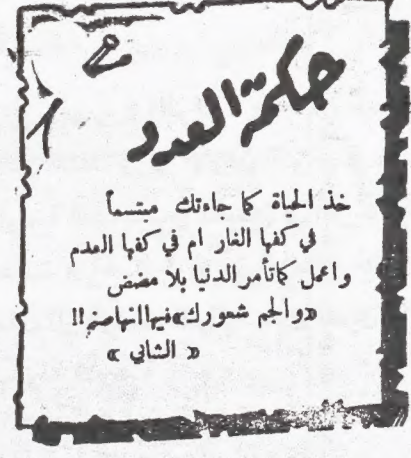 حكمة العدد
خذ الحياة كما جاءتك مبتسماً
في كفها الغار ام في كفها العدم
واعمل كما تأمر الدنيا بلا مضض
«والجم شعورك» فيها انها صنم!!
« الشابي »